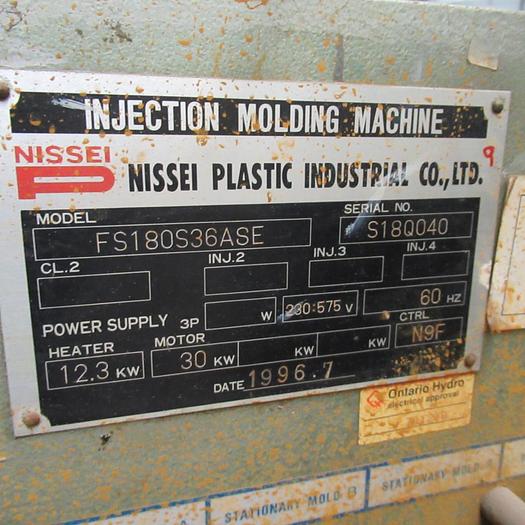 INJECTION MOLDING MACHINE
NISSEI
NISSEI PLASTIC INDUSTRIAL CO., LTD.
9
MODEL
SERIAL NO.
FS180S36ASE
S18Q040
CL.2
INJ.2
INJ.3
INJ.4
POWER SUPPLY 3P
W
230:575 V
60 HZ
HEATER
MOTOR
CTRL
12.3 KW
30 KW
KW
KW
N9F
DATE 1996.7
Ontario Hydro
electrical approval
STATIONARY MOLD B
STATIONARY MOLD